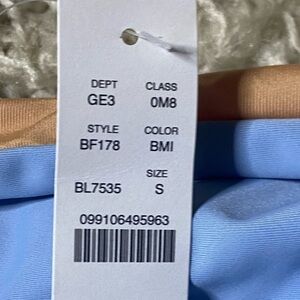 DEPT CLASS
GE3 0M8
STYLE COLOR
BF178 BMI
SIZE
BL7535 S
099106495963